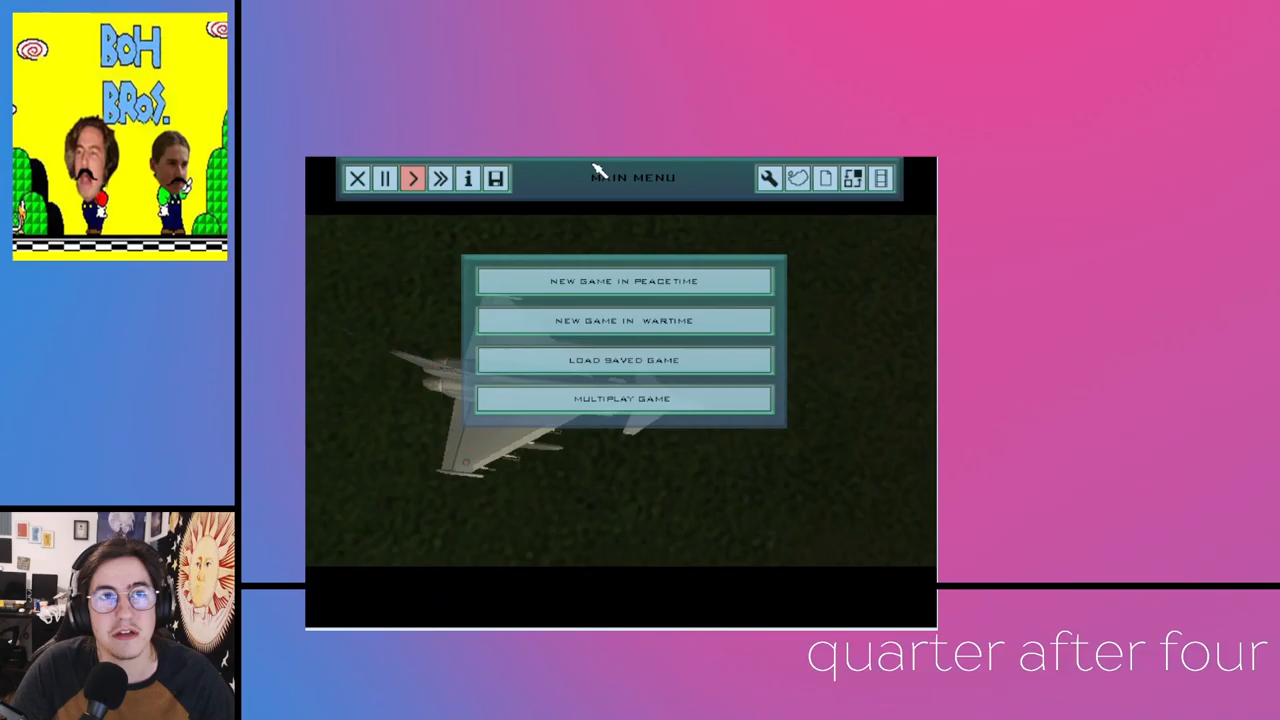 BOH
BROS.
MAIN MENU
NEW GAME IN PEACETIME
NEW GAME IN WARTIME
LOAD SAVED GAME
MULTIPLAY GAME
quarter after four